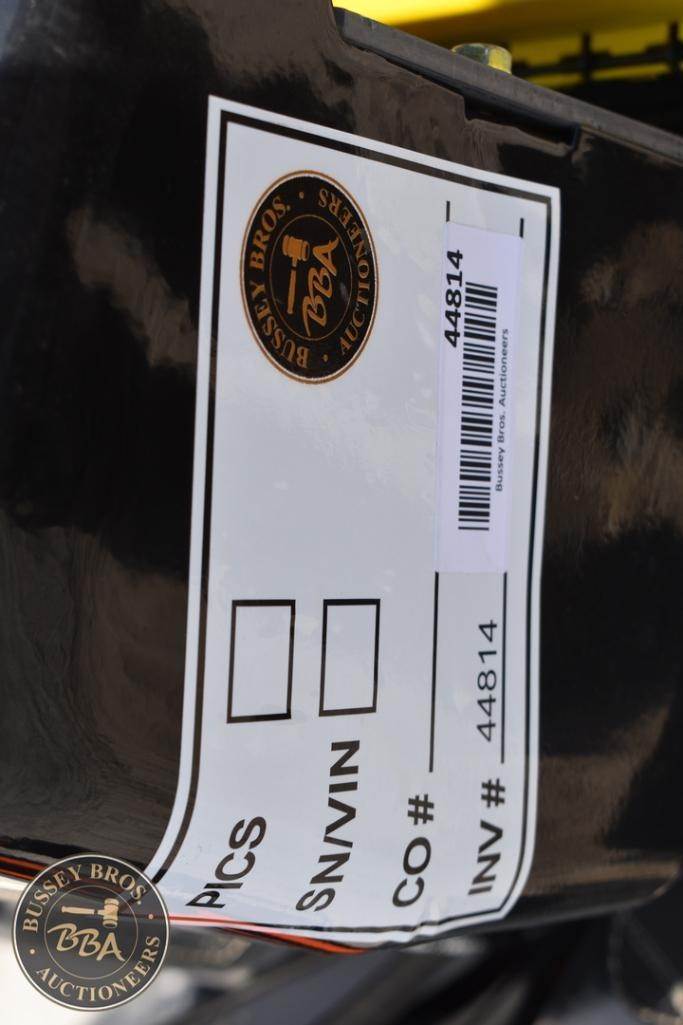 PICS
SN/VIN
CO #
INV # 44814
BUSSEY BROS. • AUCTIONEERS •
BBA
44814
Bussey Bros. Auctioneers
BUSSEY BROS. • AUCTIONEERS •
BBA